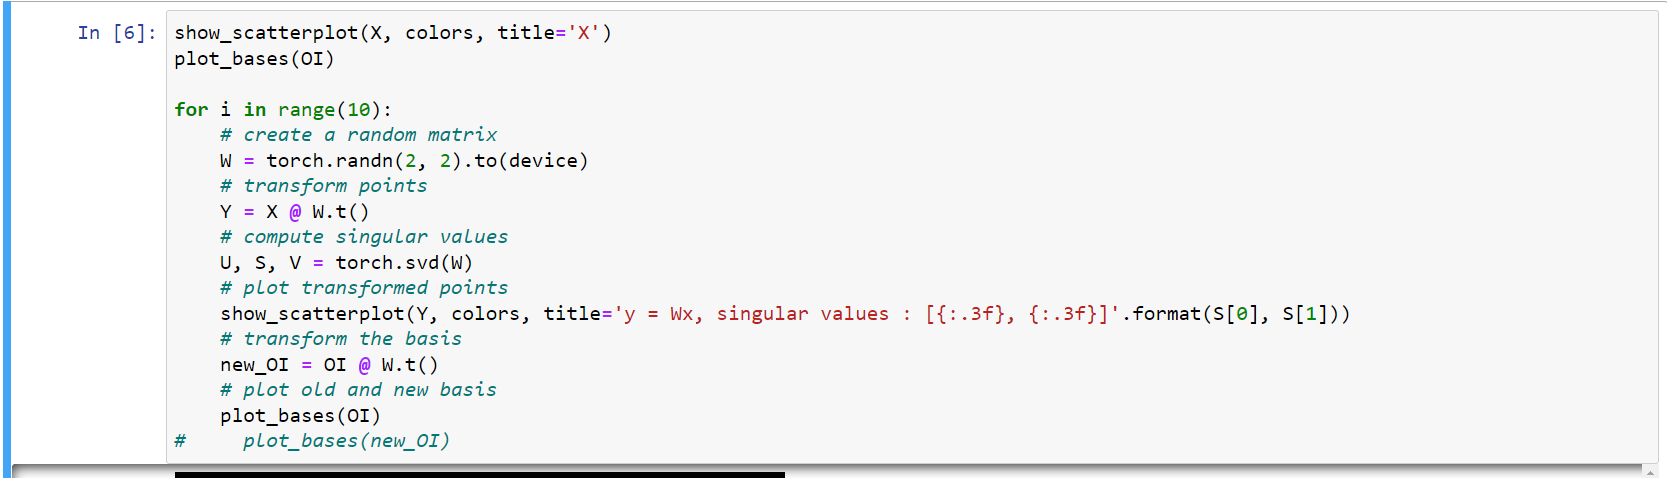 In [6]: show_scatterplot(X, colors, title='X')
plot_bases(OI)

for i in range(10):
    # create a random matrix
    W = torch.randn(2, 2).to(device)
    # transform points
    Y = X @ W.t()
    # compute singular values
    U, S, V = torch.svd(W)
    # plot transformed points
    show_scatterplot(Y, colors, title='y = Wx, singular values : [{:.3f}, {:.3f}]'.format(S[0], S[1]))
    # transform the basis
    new_OI = OI @ W.t()
    # plot old and new basis
    plot_bases(OI)
#     plot_bases(new_OI)